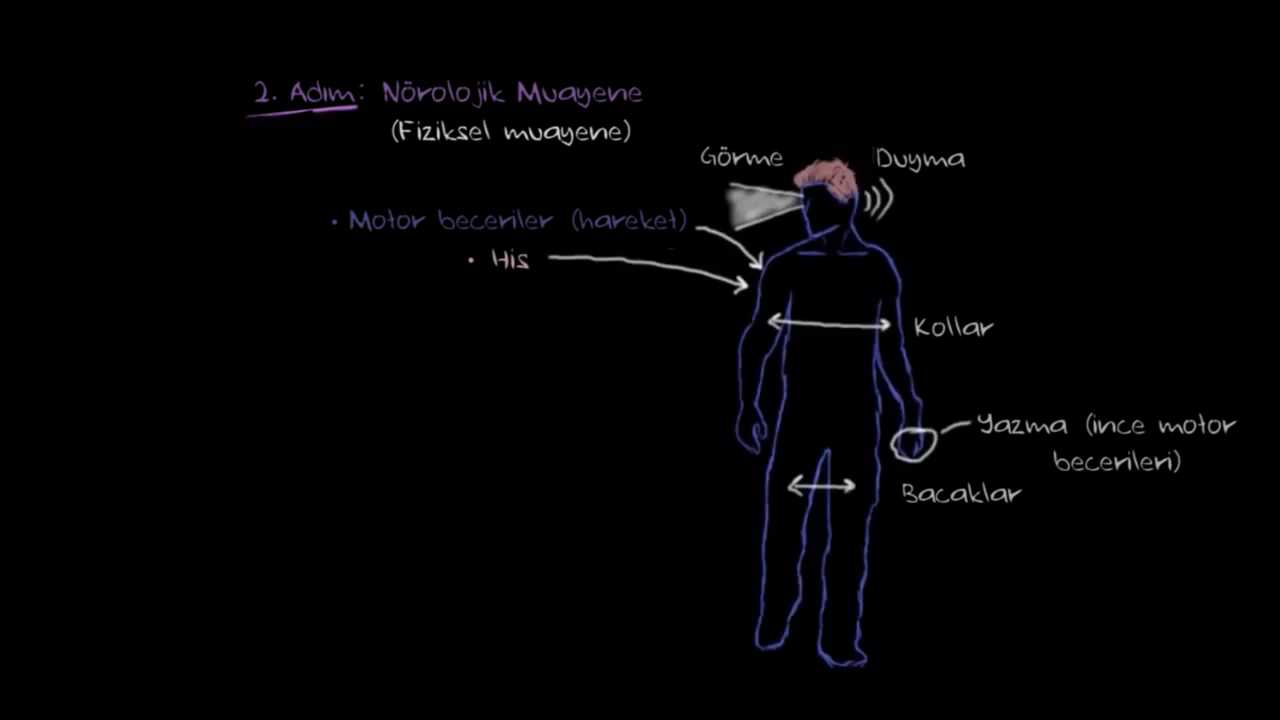 2. Adım: Nörolojik Muayene
(Fiziksel muayene)
Görme
Duyma
• Motor beceriler (hareket)
• His
Kollar
Yazma (ince motor
becerileri)
Bacaklar